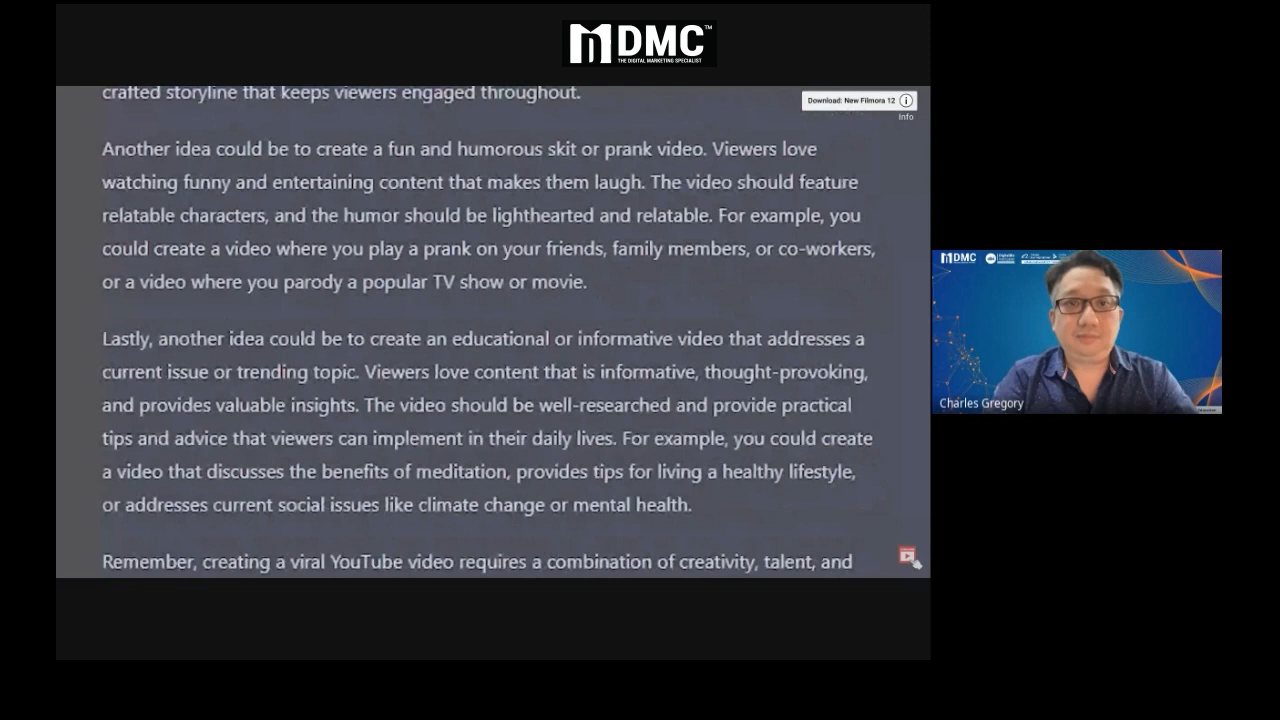 DMC™
THE DIGITAL MARKETING SPECIALIST
crafted storyline that keeps viewers engaged throughout.
Download: New Filmora 12
Info
Another idea could be to create a fun and humorous skit or prank video. Viewers love
watching funny and entertaining content that makes them laugh. The video should feature
relatable characters, and the humor should be lighthearted and relatable. For example, you
could create a video where you play a prank on your friends, family members, or co-workers,
or a video where you parody a popular TV show or movie.
Lastly, another idea could be to create an educational or informative video that addresses a
current issue or trending topic. Viewers love content that is informative, thought-provoking,
and provides valuable insights. The video should be well-researched and provide practical
tips and advice that viewers can implement in their daily lives. For example, you could create
a video that discusses the benefits of meditation, provides tips for living a healthy lifestyle,
or addresses current social issues like climate change or mental health.
Remember, creating a viral YouTube video requires a combination of creativity, talent, and
DMC
Charles Gregory